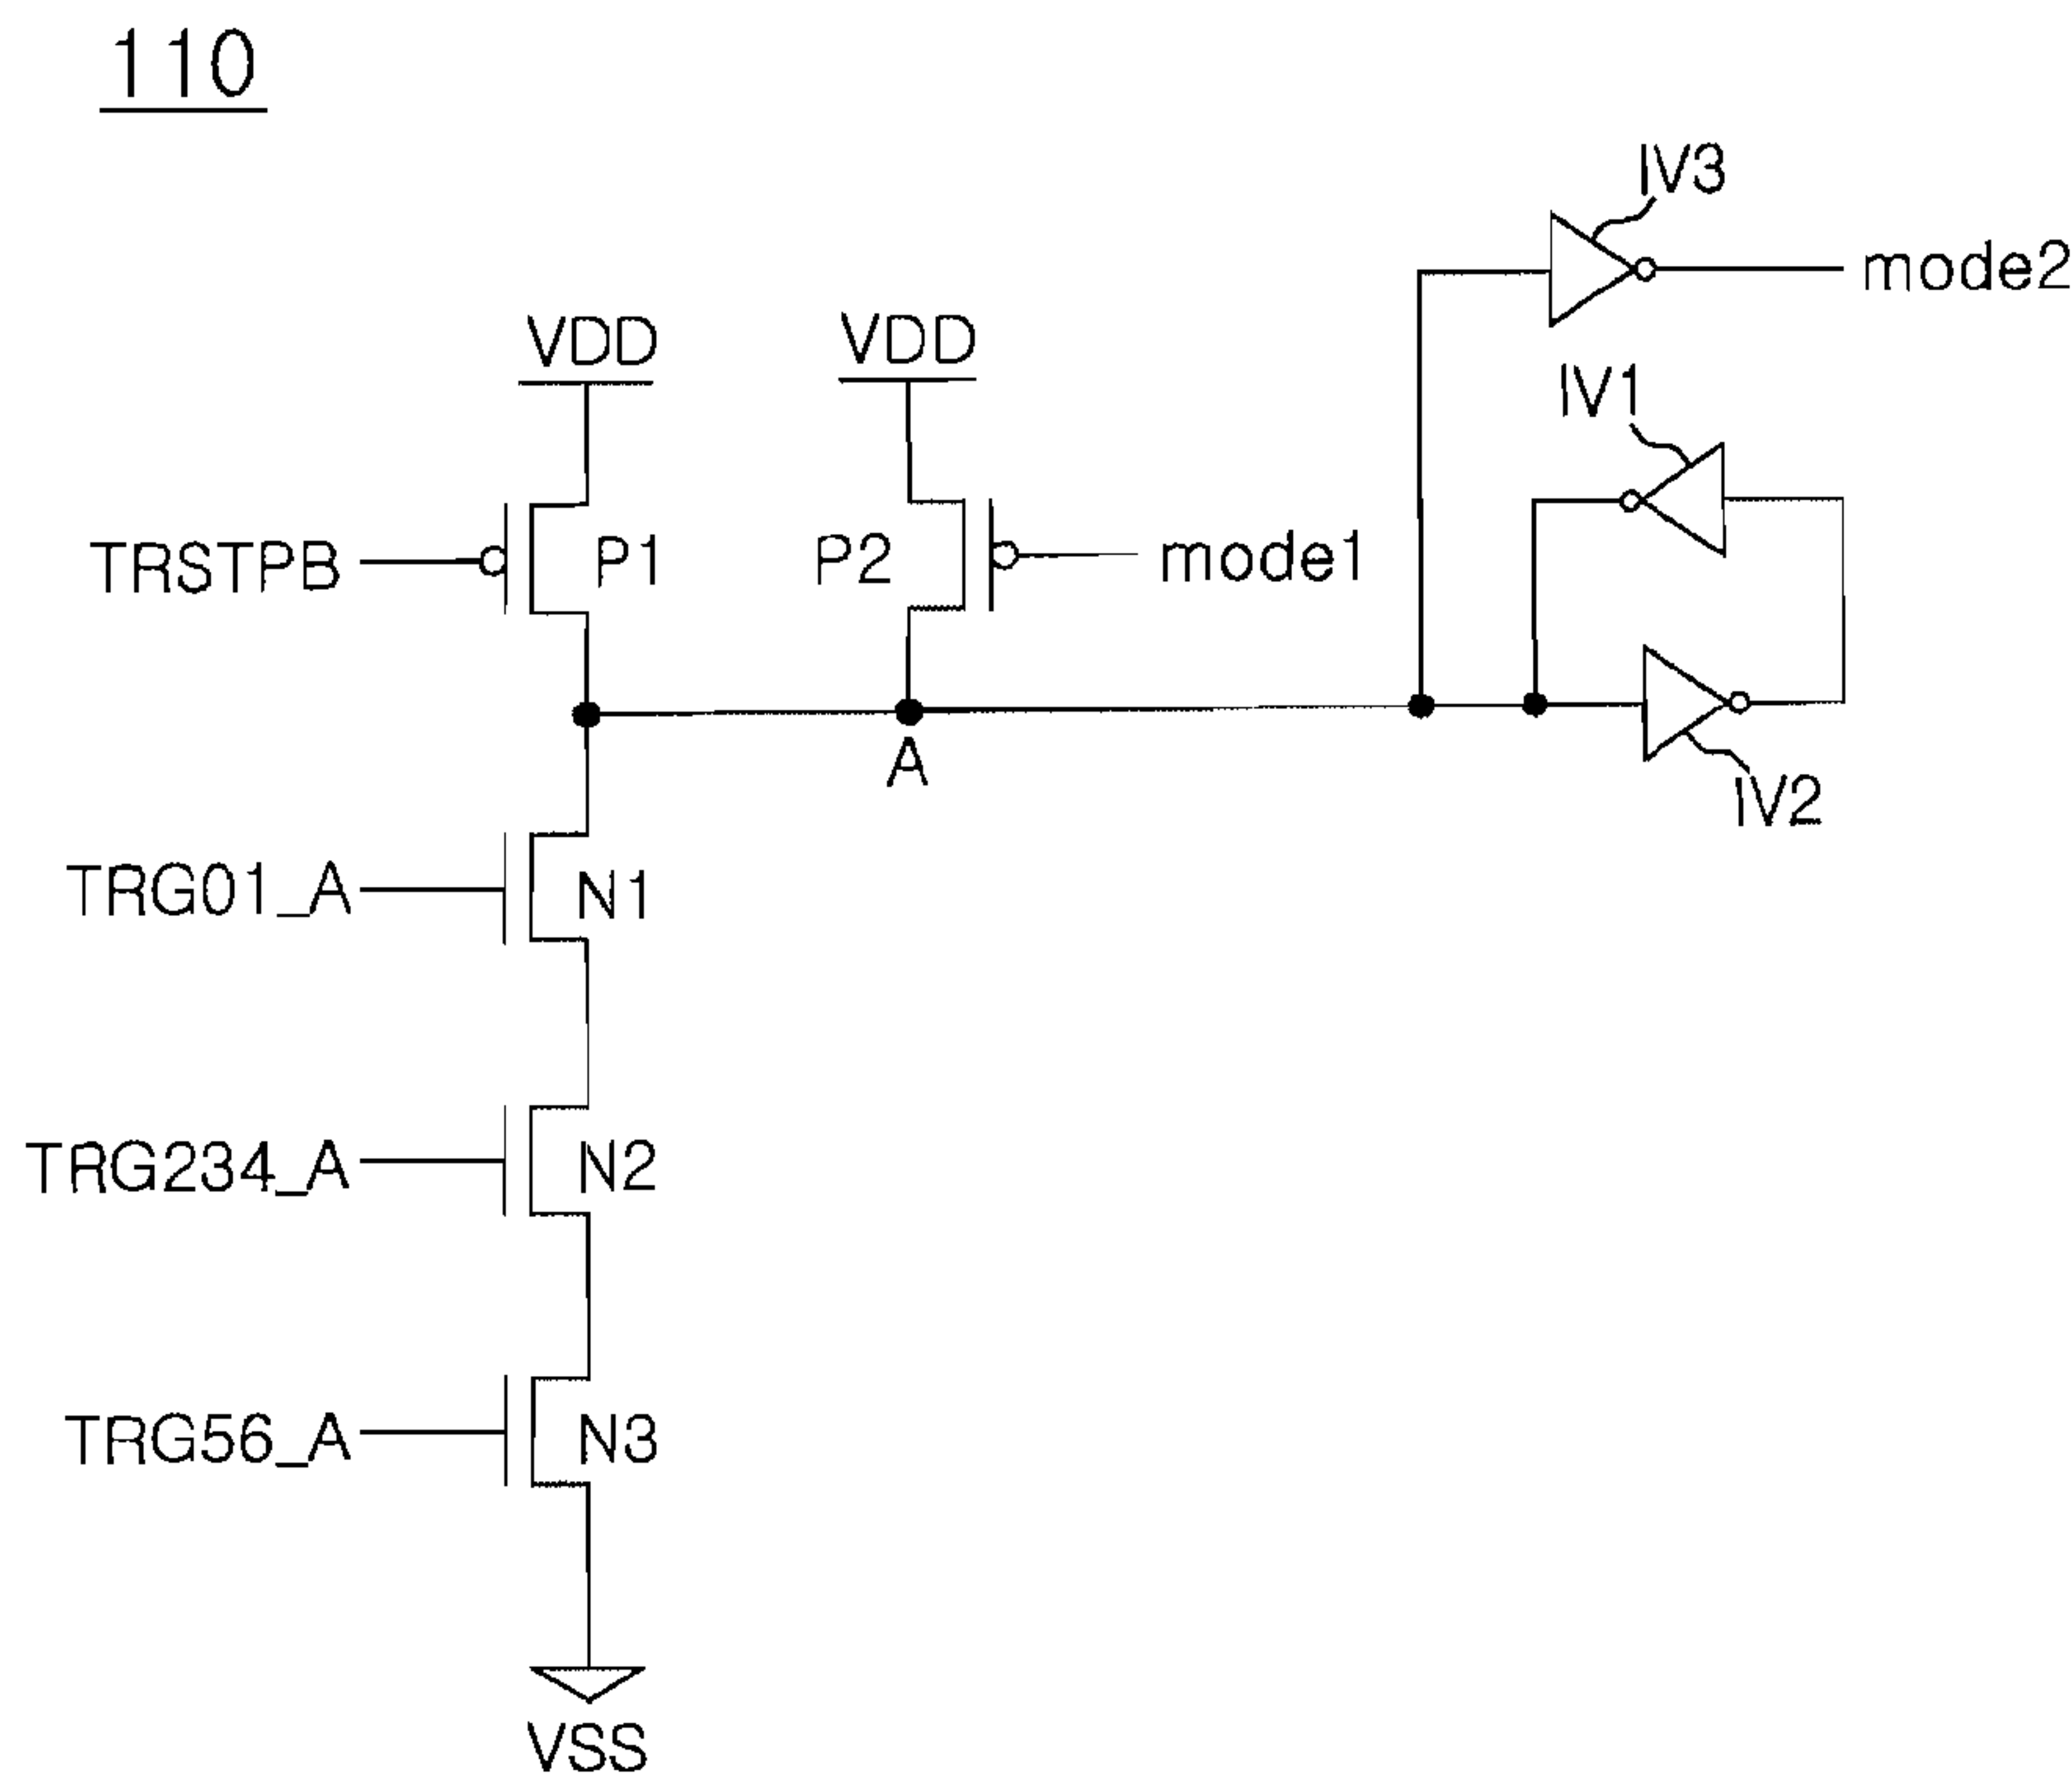 110
IV3
mode2
VDD
VDD
IV1
TRSTPB
P1
P2
mode1
A
IV2
TRG01_A
N1
TRG234_A
N2
TRG56_A
N3
VSS